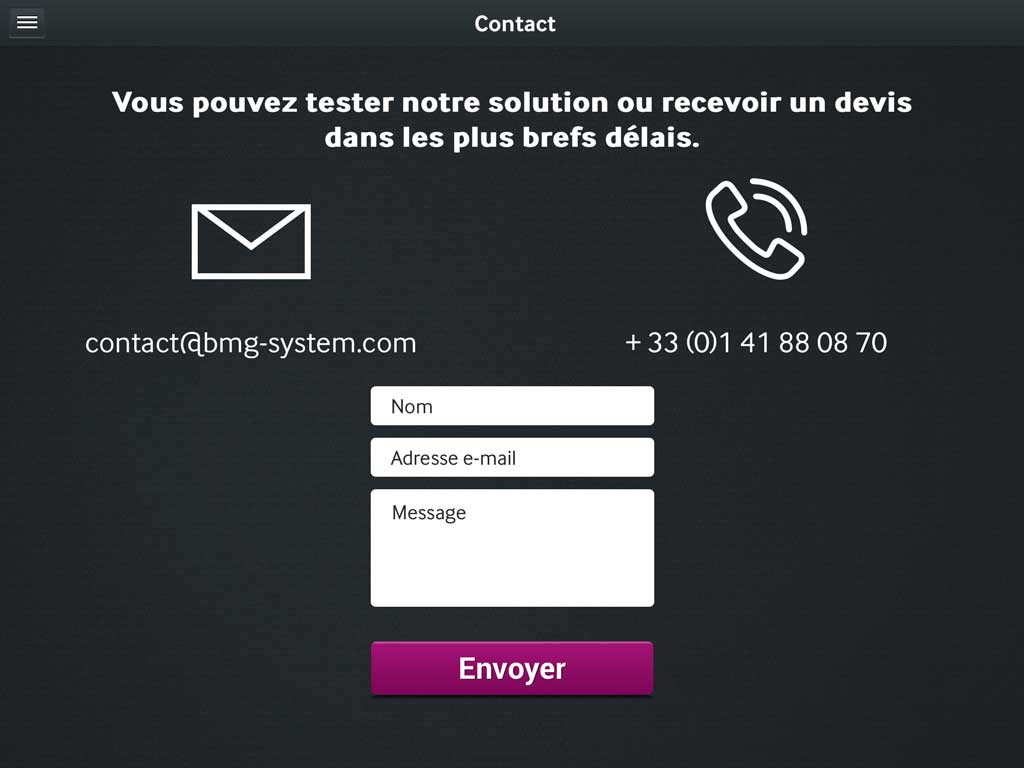 Contact
Vous pouvez tester notre solution ou recevoir un devis
dans les plus brefs délais.
contact@bmg-system.com
+ 33 (0)1 41 88 08 70
Nom
Adresse e-mail
Message
Envoyer